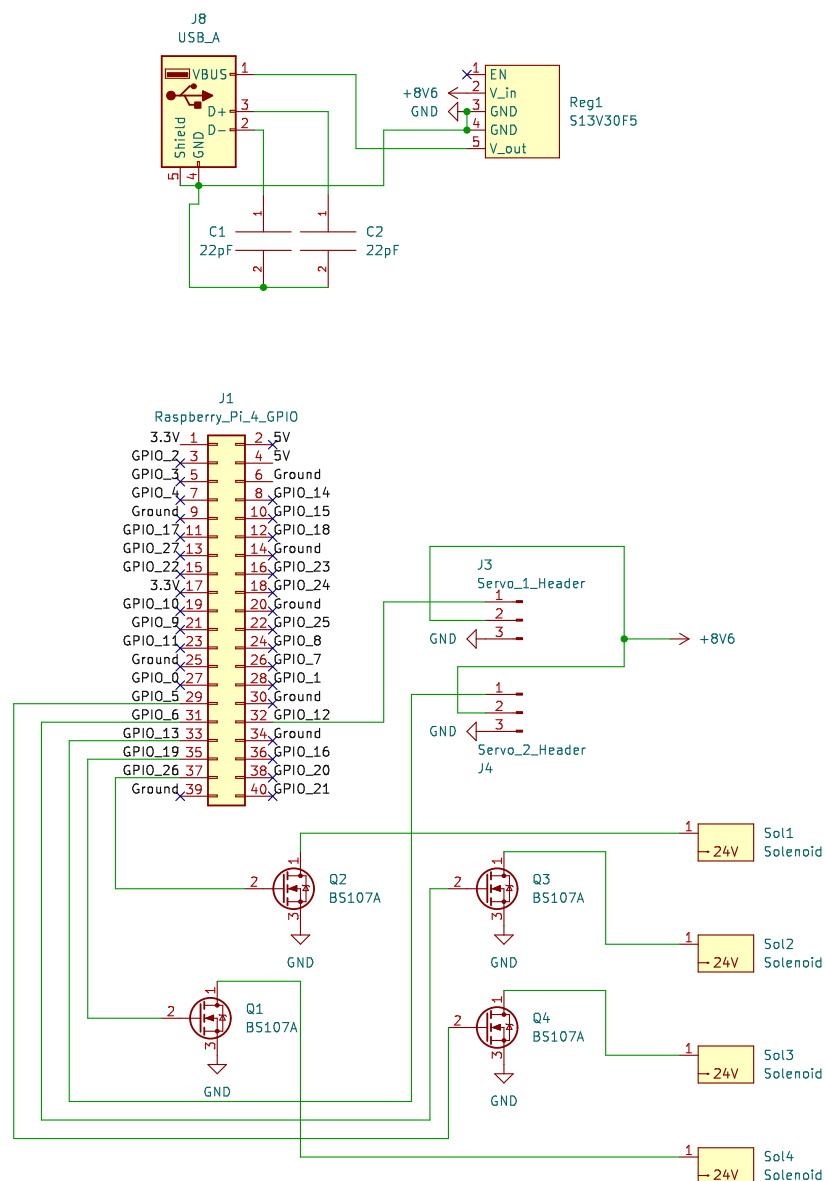 J8
USB_A
VBUS 1
D+ 3
D- 2
Shield
GND
5
4
1 EN
+8V6 2 V_in
GND 3 GND
4 GND
5 V_out
Reg1
S13V30F5
C1
22pF
1
2
C2
22pF
1
2
J1
Raspberry_Pi_4_GPIO
3.3V 1 2 5V
GPIO_2 3 4 5V
GPIO_3 5 6 Ground
GPIO_4 7 8 GPIO_14
Ground 9 10 GPIO_15
GPIO_17 11 12 GPIO_18
GPIO_27 13 14 Ground
GPIO_22 15 16 GPIO_23
3.3V 17 18 GPIO_24
GPIO_10 19 20 Ground
GPIO_9 21 22 GPIO_25
GPIO_11 23 24 GPIO_8
Ground 25 26 GPIO_7
GPIO_0 27 28 GPIO_1
GPIO_5 29 30 Ground
GPIO_6 31 32 GPIO_12
GPIO_13 33 34 Ground
GPIO_19 35 36 GPIO_16
GPIO_26 37 38 GPIO_20
Ground 39 40 GPIO_21
J3
Servo_1_Header
1
2
GND 3
+8V6
1
2
GND 3
Servo_2_Header
J4
1
2
3
Q2
BS107A
GND
1
2
3
Q3
BS107A
GND
1
2
3
Q1
BS107A
GND
1
2
3
Q4
BS107A
GND
1
24V
Sol1
Solenoid
1
24V
Sol2
Solenoid
1
24V
Sol3
Solenoid
1
24V
Sol4
Solenoid